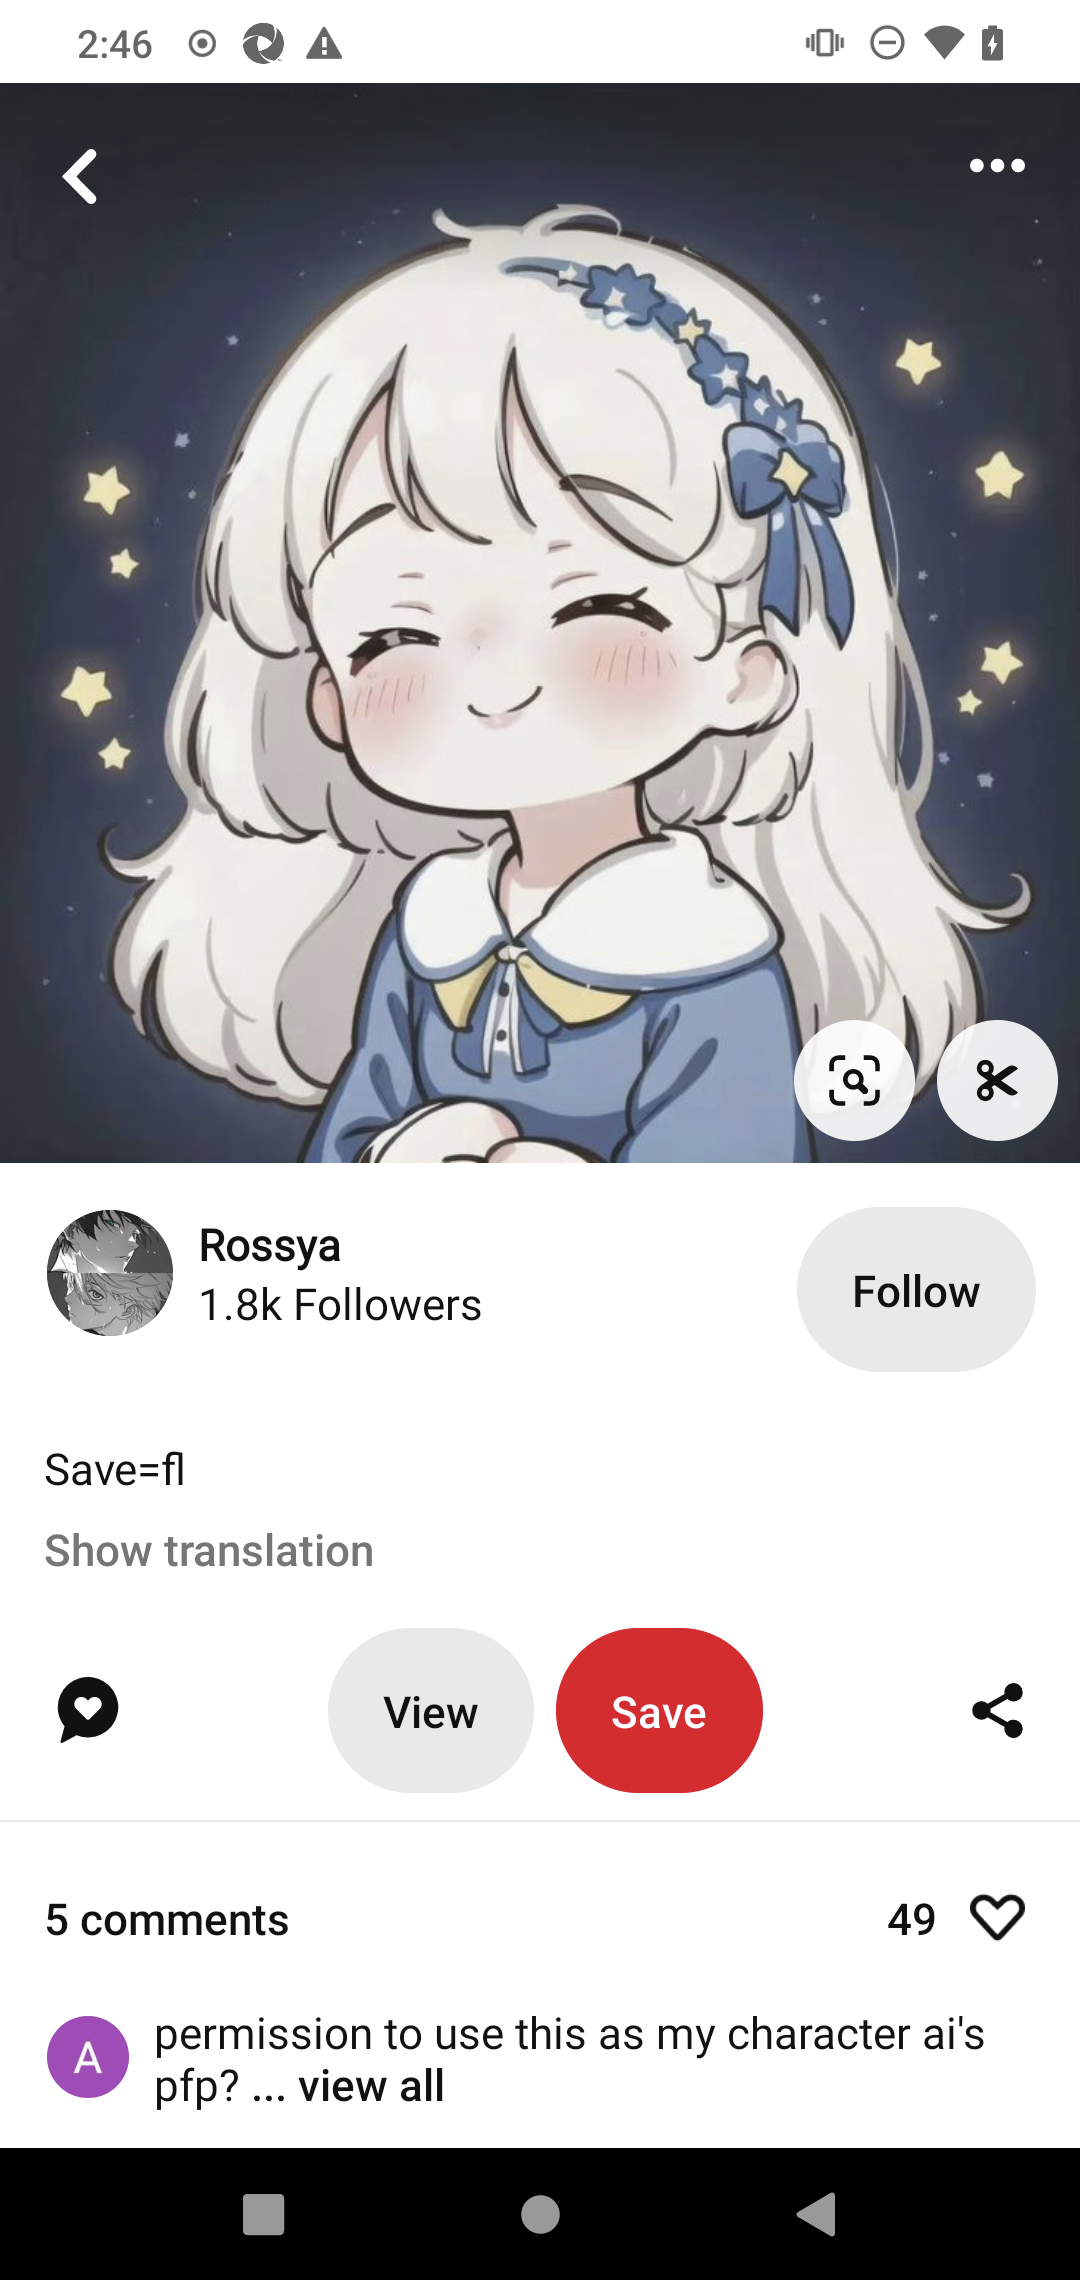 2:46
Rossya
1.8k Followers
Follow
Save=fl
Show translation
View
Save
5 comments
49
A
permission to use this as my character ai's
pfp? ... view all